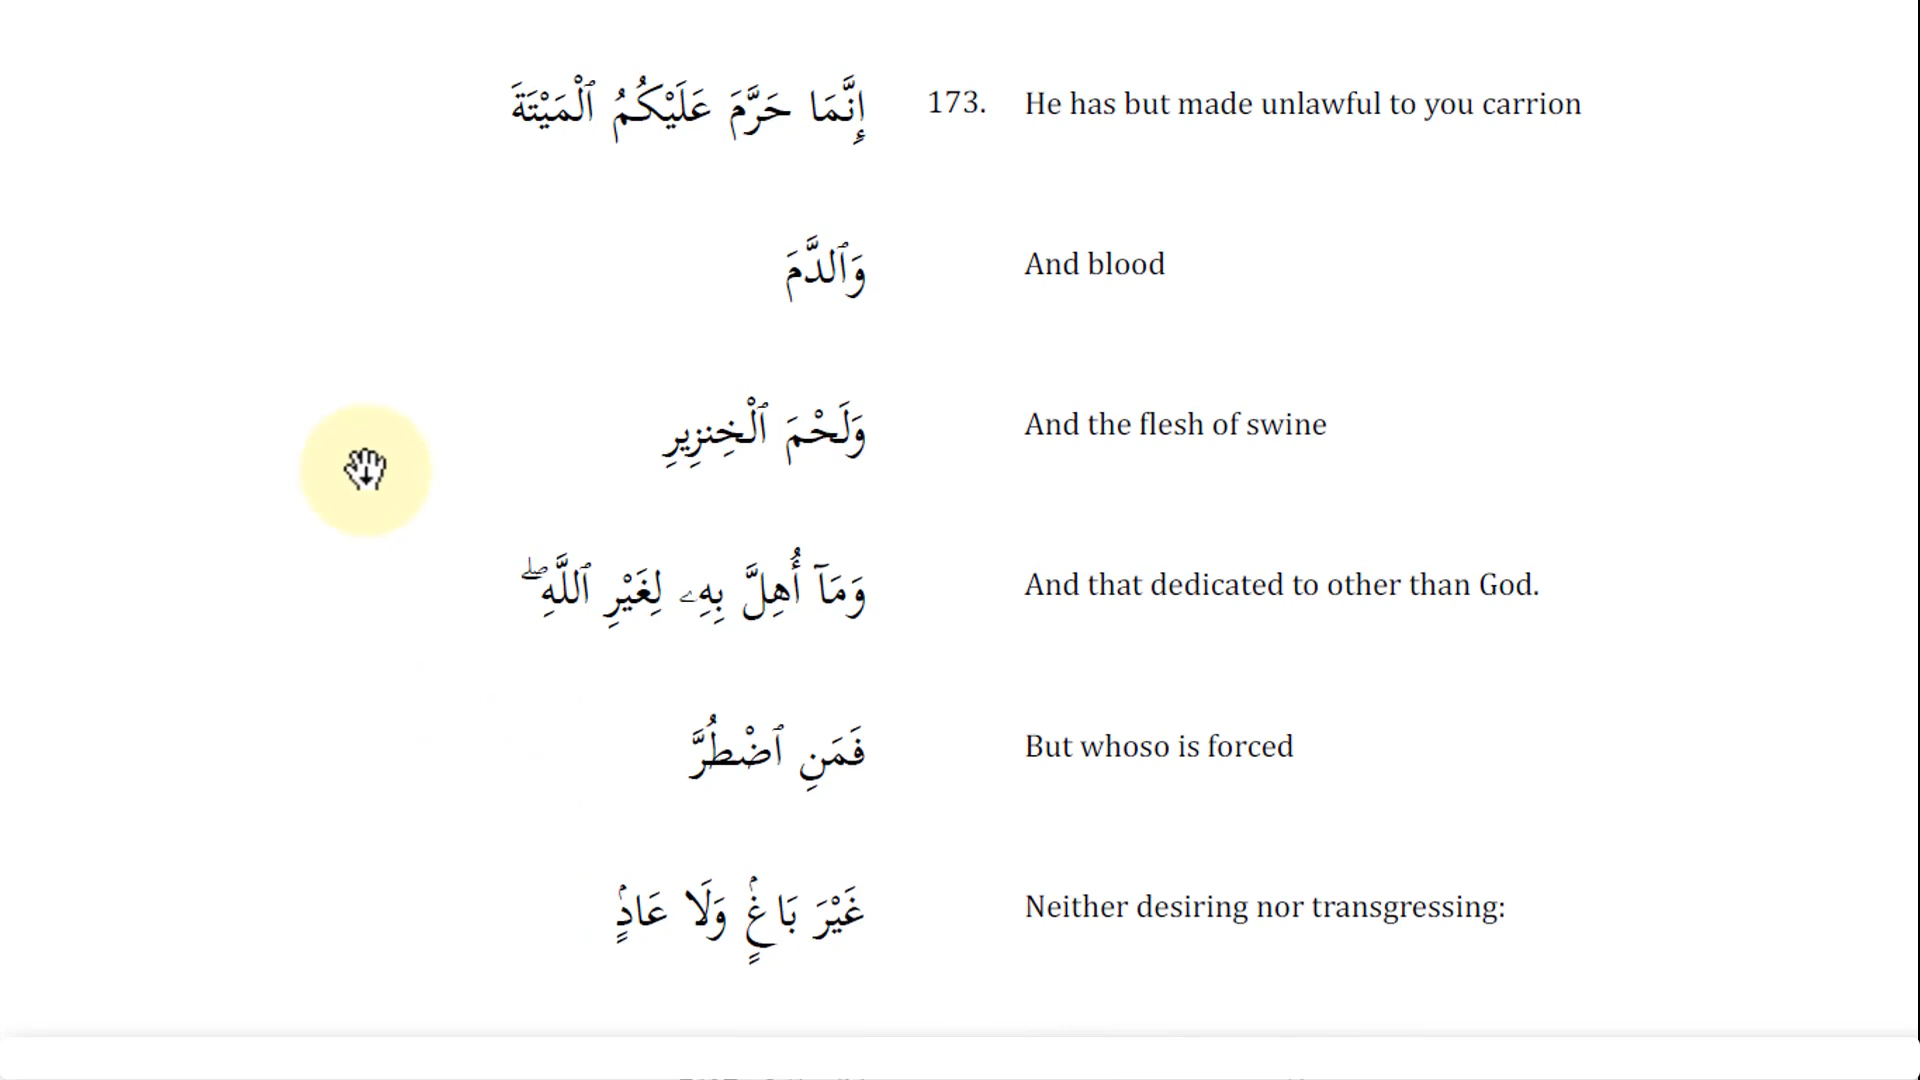 إِنَّمَا حَرَّمَ عَلَيْكُمُ ٱلْمَيْتَةَ 173. He has but made unlawful to you carrion
وَٱلدَّمَ And blood
وَلَحْمَ ٱلْخِنزِيرِ And the flesh of swine
وَمَآ أُهِلَّ بِهِۦ لِغَيْرِ ٱللَّهِ ۖ And that dedicated to other than God.
فَمَنِ ٱضْطُرَّ But whoso is forced
غَيْرَ بَاغٍۢ وَلَا عَادٍۢ Neither desiring nor transgressing: